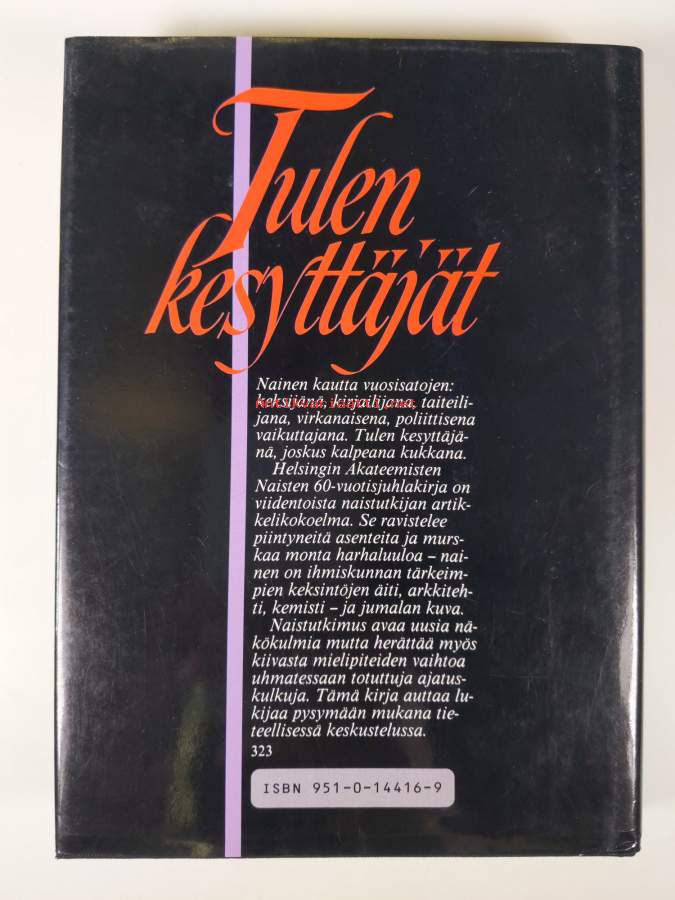 Tulen
kesyttäjät
Nainen kautta vuosisatojen:
keksijänä, kirjailijana, taiteili-
jana, virkanaisena, poliittisena
vaikuttajana. Tulen kesyttäjä-
nä, joskus kalpeana kukkana.
Helsingin Akateemisten
Naisten 60-vuotisjuhlakirja on
viidentoista naistutkijan artik-
kelikokoelma. Se ravistelee
piintyneitä asenteita ja murs-
kaa monta harhaluuloa – nai-
nen on ihmiskunnan tärkeim-
pien keksintöjen äiti, arkkiteh-
ti, kemisti – ja jumalan kuva.
Naistutkimus avaa uusia nä-
kökulmia mutta herättää myös
kiivasta mielipiteiden vaihtoa
uhmatessaan totuttuja ajatus-
kulkuja. Tämä kirja auttaa lu-
kijaa pysymään mukana tie-
teellisessä keskustelussa.
323
ISBN 951-0-14416-9